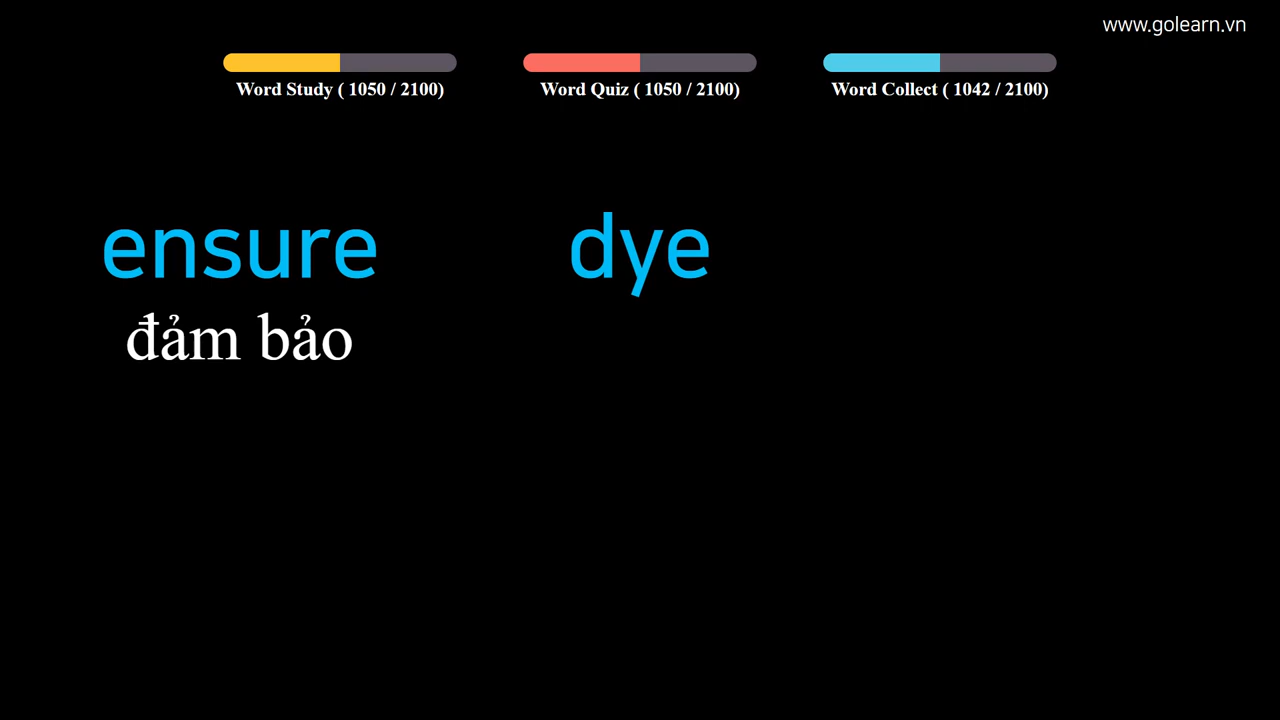 www.golearn.vn
Word Study ( 1050 / 2100)
Word Quiz ( 1050 / 2100)
Word Collect ( 1042 / 2100)
ensure
đảm bảo
dye